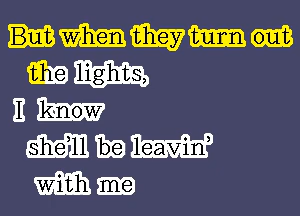 But when they turn out
the lights,
I know
she'll be leavin'
with me